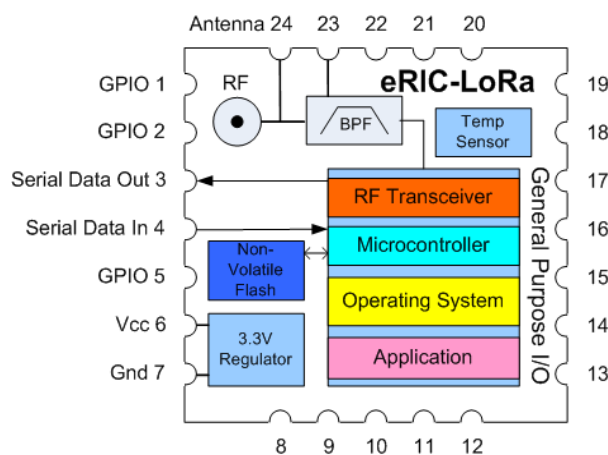 Antenna 24 23 22 21 20
eRIC-LoRa
GPIO 1
RF
19
BPF
Temp
Sensor
GPIO 2
18
Serial Data Out 3
17
RF Transceiver
General Purpose I/O
Serial Data In 4
16
Microcontroller
Non-
Volatile
Flash
GPIO 5
15
Operating System
Vcc 6
14
3.3V
Regulator
Application
Gnd 7
13
8 9 10 11 12